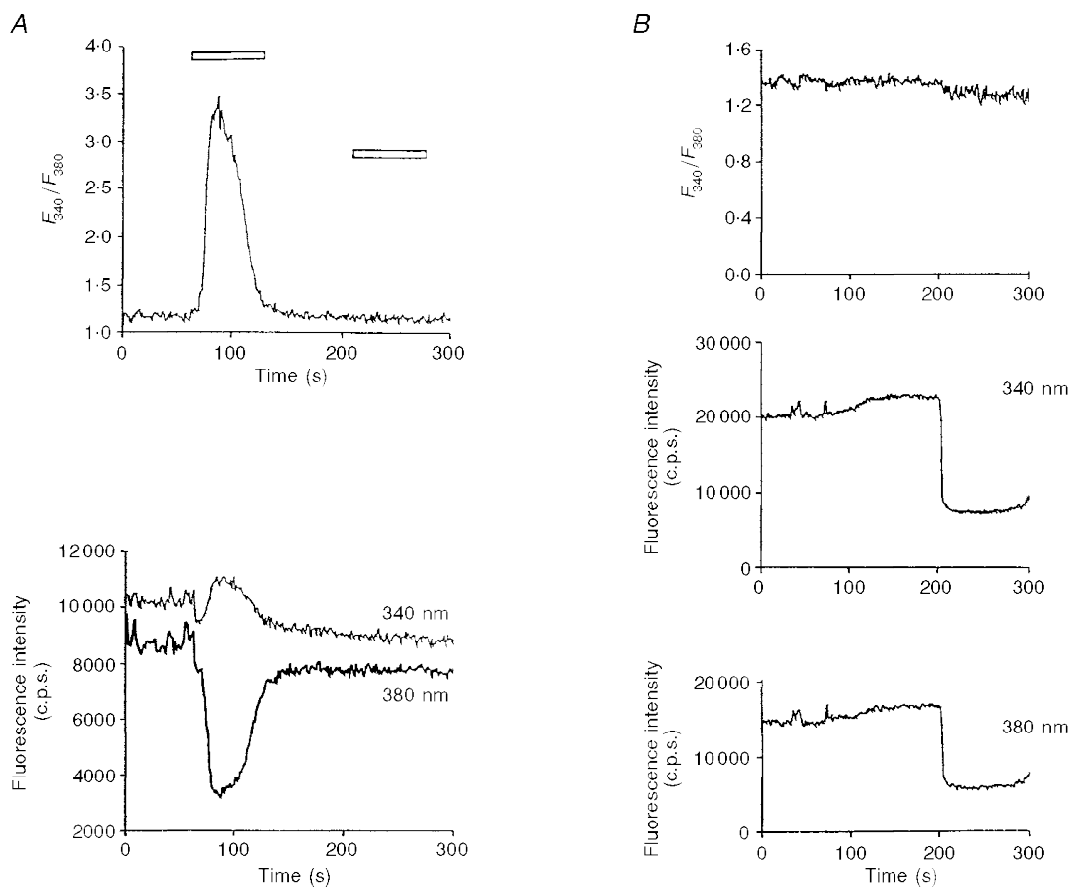 A
4·0
3·5
3·0
2·5
2·0
1·5
1·0
F340/F380
0 100 200 300
Time (s)
12 000
10 000
8000
6000
4000
2000
Fluorescence intensity
(c.p.s.)
340 nm
380 nm
0 100 200 300
Time (s)
B
1·6
1·2
0·8
0·4
0·0
F340/F380
0 100 200 300
30 000
20 000
10 000
0
Fluorescence intensity
(c.p.s.)
340 nm
20 000
10 000
0
Fluorescence intensity
(c.p.s.)
380 nm
0 100 200 300
Time (s)